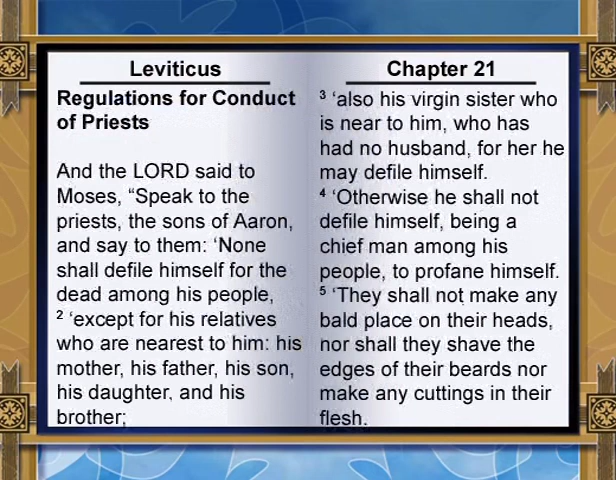 Leviticus
Regulations for Conduct
of Priests
And the LORD said to
Moses, “Speak to the
priests, the sons of Aaron,
and say to them: ‘None
shall defile himself for the
dead among his people,
2 ‘except for his relatives
who are nearest to him: his
mother, his father, his son,
his daughter, and his
brother;
Chapter 21
3 ‘also his virgin sister who
is near to him, who has
had no husband, for her he
may defile himself.
4 ‘Otherwise he shall not
defile himself, being a
chief man among his
people, to profane himself.
5 ‘They shall not make any
bald place on their heads,
nor shall they shave the
edges of their beards nor
make any cuttings in their
flesh.